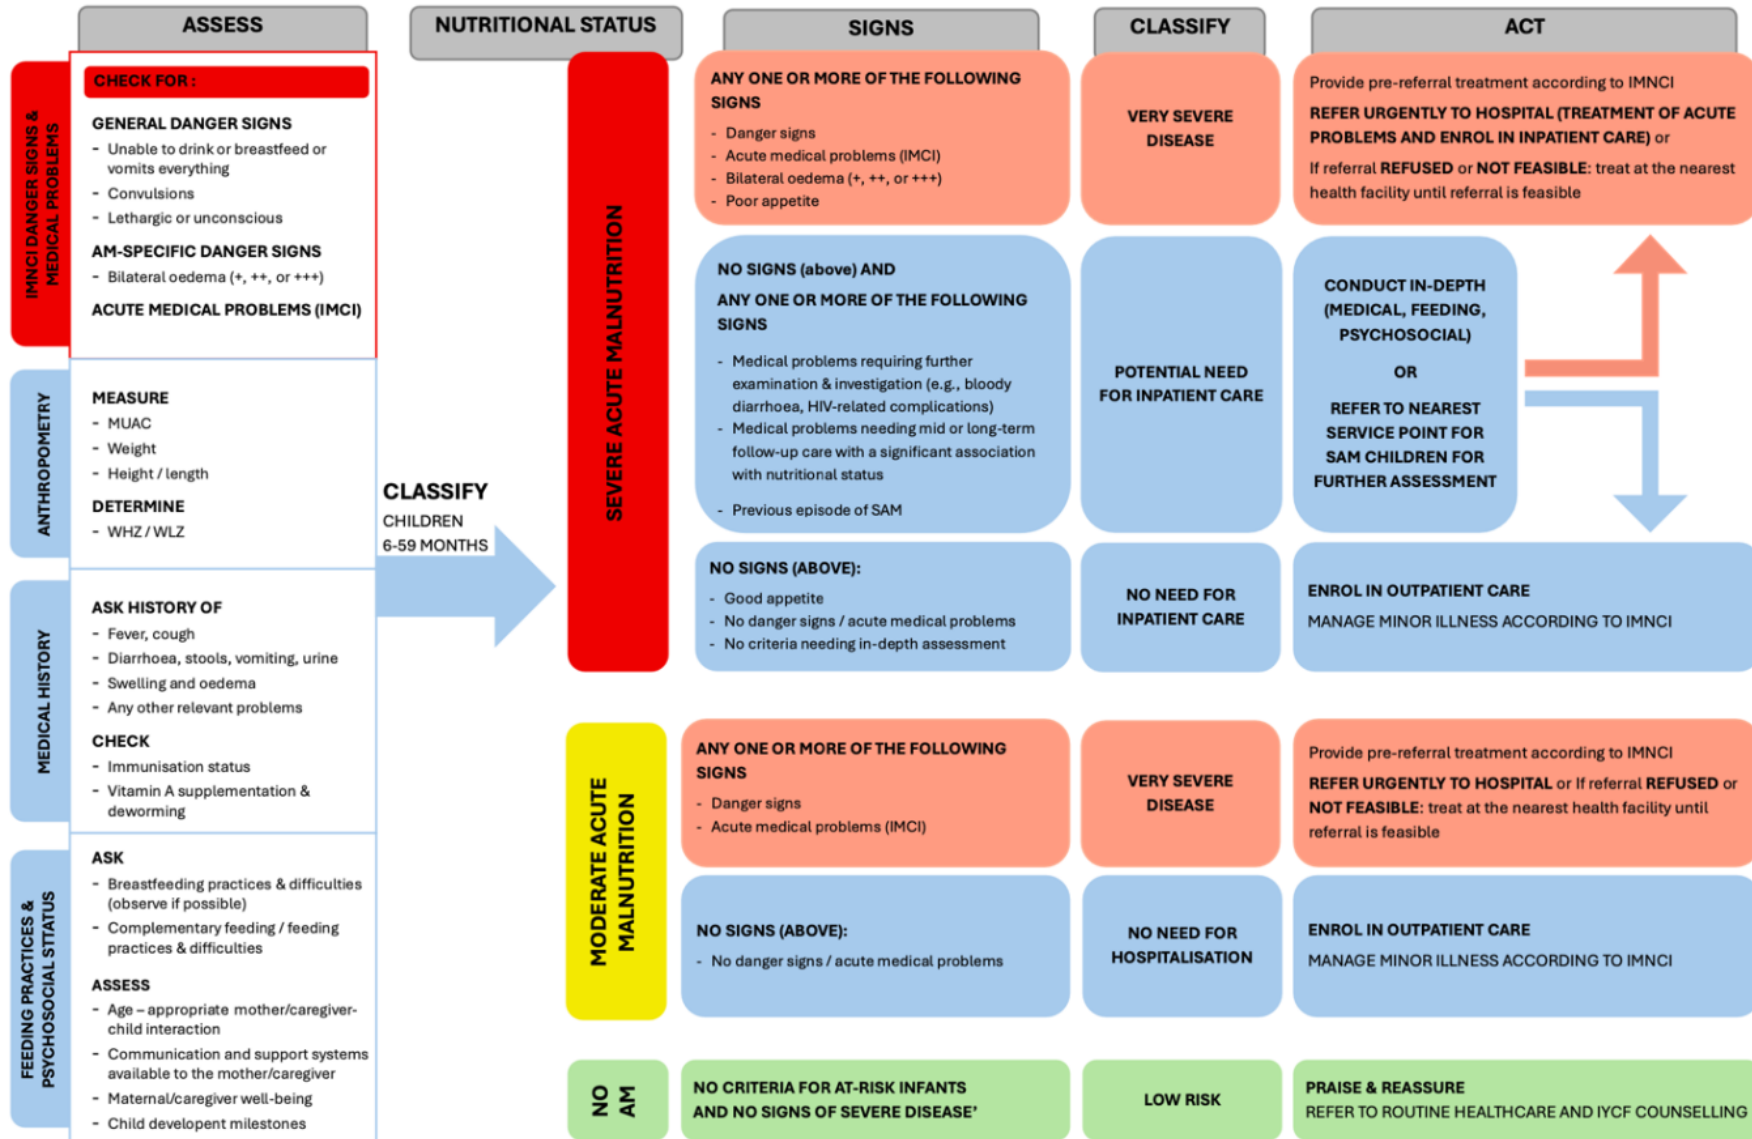 ASSESS
NUTRITIONAL STATUS
SIGNS
CLASSIFY
ACT
IMNCI DANGER SIGNS &
MEDICAL PROBLEMS
CHECK FOR :
GENERAL DANGER SIGNS
- Unable to drink or breastfeed or
vomits everything
- Convulsions
- Lethargic or unconscious
AM-SPECIFIC DANGER SIGNS
- Bilateral oedema (+, ++, or +++)
ACUTE MEDICAL PROBLEMS (IMCI)
ANTHROPOMETRY
MEASURE
- MUAC
- Weight
- Height / length
DETERMINE
- WHZ / WLZ
MEDICAL HISTORY
ASK HISTORY OF
- Fever, cough
- Diarrhoea, stools, vomiting, urine
- Swelling and oedema
- Any other relevant problems
CHECK
- Immunisation status
- Vitamin A supplementation &
deworming
FEEDING PRACTICES &
PSYCHOSOCIAL STTATUS
ASK
- Breastfeeding practices & difficulties
(observe if possible)
- Complementary feeding / feeding
practices & difficulties
ASSESS
- Age – appropriate mother/caregiver-
child interaction
- Communication and support systems
available to the mother/caregiver
- Maternal/caregiver well-being
- Child developent milestones
CLASSIFY
CHILDREN
6-59 MONTHS
SEVERE ACUTE MALNUTRITION
ANY ONE OR MORE OF THE FOLLOWING
SIGNS
- Danger signs
- Acute medical problems (IMCI)
- Bilateral oedema (+, ++, or +++)
- Poor appetite
VERY SEVERE
DISEASE
Provide pre-referral treatment according to IMNCI
REFER URGENTLY TO HOSPITAL (TREATMENT OF ACUTE
PROBLEMS AND ENROL IN INPATIENT CARE) or
If referral REFUSED or NOT FEASIBLE: treat at the nearest
health facility until referral is feasible
NO SIGNS (above) AND
ANY ONE OR MORE OF THE FOLLOWING
SIGNS
- Medical problems requiring further
examination & investigation (e.g., bloody
diarrhoea, HIV-related complications)
- Medical problems needing mid or long-term
follow-up care with a significant association
with nutritional status
- Previous episode of SAM
POTENTIAL NEED
FOR INPATIENT CARE
CONDUCT IN-DEPTH
(MEDICAL, FEEDING,
PSYCHOSOCIAL)
OR
REFER TO NEAREST
SERVICE POINT FOR
SAM CHILDREN FOR
FURTHER ASSESSMENT
NO SIGNS (ABOVE):
- Good appetite
- No danger signs / acute medical problems
- No criteria needing in-depth assessment
NO NEED FOR
INPATIENT CARE
ENROL IN OUTPATIENT CARE
MANAGE MINOR ILLNESS ACCORDING TO IMNCI
MODERATE ACUTE
MALNUTRITION
ANY ONE OR MORE OF THE FOLLOWING
SIGNS
- Danger signs
- Acute medical problems (IMCI)
VERY SEVERE
DISEASE
Provide pre-referral treatment according to IMNCI
REFER URGENTLY TO HOSPITAL or If referral REFUSED or
NOT FEASIBLE: treat at the nearest health facility until
referral is feasible
NO SIGNS (ABOVE):
- No danger signs / acute medical problems
NO NEED FOR
HOSPITALISATION
ENROL IN OUTPATIENT CARE
MANAGE MINOR ILLNESS ACCORDING TO IMNCI
NO
AM
NO CRITERIA FOR AT-RISK INFANTS
AND NO SIGNS OF SEVERE DISEASE’
LOW RISK
PRAISE & REASSURE
REFER TO ROUTINE HEALTHCARE AND IYCF COUNSELLING